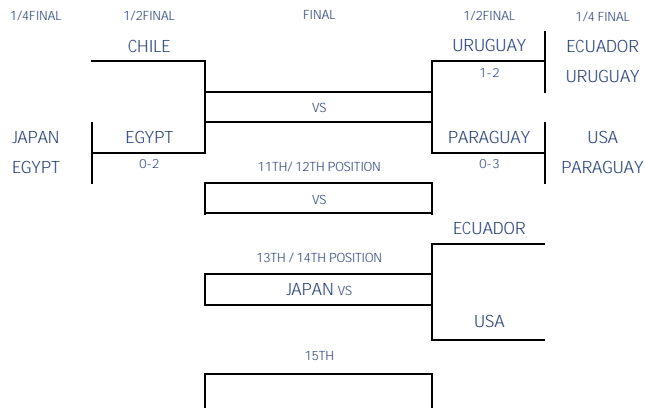 1/4FINAL 1/2FINAL FINAL 1/2FINAL 1/4 FINAL
CHILE URUGUAY ECUADOR
1-2 URUGUAY
VS
JAPAN EGYPT PARAGUAY USA
EGYPT 0-2 0-3 PARAGUAY
11TH/ 12TH POSITION
VS
ECUADOR
13TH / 14TH POSITION
JAPAN VS
USA
15TH